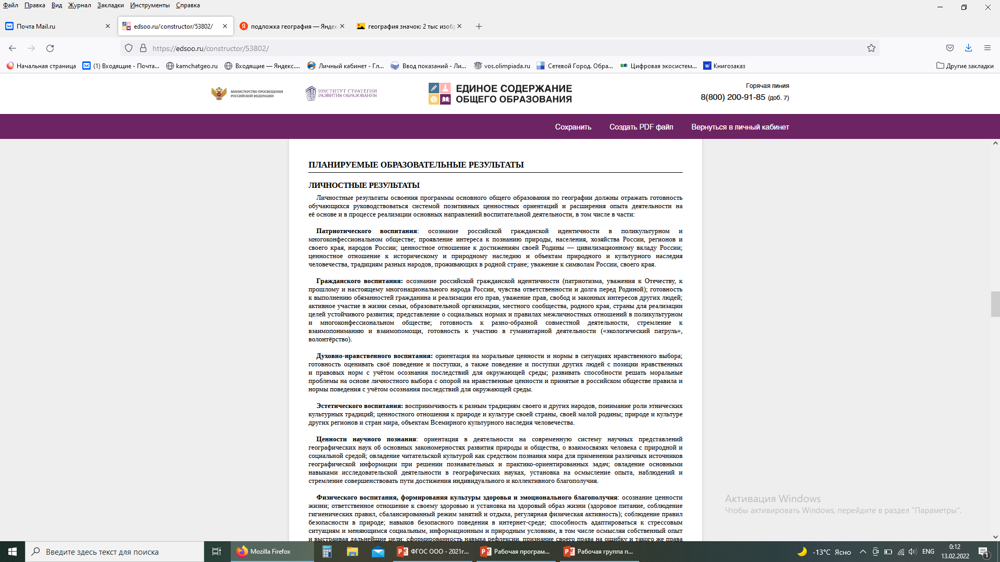 Файл Правка Вид Журнал Закладки Инструменты Справка
Почта Mail.ru
edsoo.ru/constructor/53802/
подложка география — Яндекс
география значок: 2 тыс изобр
https://edsoo.ru/constructor/53802/
Начальная страница (1) Входящие - Почта... kamchatgeo.ru Входящие — Яндекс.... Личный кабинет - Гл... Ввод показаний - Ли... vos.olimpiada.ru Сетевой Город. Обра... Цифровая экосистем... Книгозаказ Другие закладки
МИНИСТЕРСТВО ПРОСВЕЩЕНИЯ
РОССИЙСКОЙ ФЕДЕРАЦИИ
ИНСТИТУТ СТРАТЕГИИ
РАЗВИТИЯ ОБРАЗОВАНИЯ
ЕДИНОЕ СОДЕРЖАНИЕ
ОБЩЕГО ОБРАЗОВАНИЯ
Горячая линия
8(800) 200-91-85 (доб. 7)
Сохранить Создать PDF файл Вернуться в личный кабинет
ПЛАНИРУЕМЫЕ ОБРАЗОВАТЕЛЬНЫЕ РЕЗУЛЬТАТЫ
ЛИЧНОСТНЫЕ РЕЗУЛЬТАТЫ
Личностные результаты освоения программы основного общего образования по географии должны отражать готовность
обучающихся руководствоваться системой позитивных ценностных ориентаций и расширения опыта деятельности на
её основе и в процессе реализации основных направлений воспитательной деятельности, в том числе в части:
Патриотического воспитания: осознание российской гражданской идентичности в поликультурном и
многоконфессиональном обществе; проявление интереса к познанию природы, населения, хозяйства России, регионов и
своего края, народов России; ценностное отношение к достижениям своей Родины — цивилизационному вкладу России;
ценностное отношение к историческому и природному наследию и объектам природного и культурного наследия
человечества, традициям разных народов, проживающих в родной стране; уважение к символам России, своего края.
Гражданского воспитания: осознание российской гражданской идентичности (патриотизма, уважения к Отечеству, к
прошлому и настоящему многонационального народа России, чувства ответственности и долга перед Родиной); готовность
к выполнению обязанностей гражданина и реализации его прав, уважение прав, свобод и законных интересов других людей;
активное участие в жизни семьи, образовательной организации, местного сообщества, родного края, страны для реализации
целей устойчивого развития; представление о социальных нормах и правилах межличностных отношений в поликультурном
и многоконфессиональном обществе; готовность к разно-образной совместной деятельности, стремление к
взаимопониманию и взаимопомощи, готовность к участию в гуманитарной деятельности («экологический патруль»,
волонтёрство).
Духовно-нравственного воспитания: ориентация на моральные ценности и нормы в ситуациях нравственного выбора;
готовность оценивать своё поведение и поступки, а также поведение и поступки других людей с позиции нравственных
и правовых норм с учётом осознания последствий для окружающей среды; развивать способности решать моральные
проблемы на основе личностного выбора с опорой на нравственные ценности и принятые в российском обществе правила и
нормы поведения с учётом осознания последствий для окружающей среды.
Эстетического воспитания: восприимчивость к разным традициям своего и других народов, понимание роли этнических
культурных традиций; ценностного отношения к природе и культуре своей страны, своей малой родины; природе и культуре
других регионов и стран мира, объектам Всемирного культурного наследия человечества.
Ценности научного познания: ориентация в деятельности на современную систему научных представлений
географических наук об основных закономерностях развития природы и общества, о взаимосвязях человека с природной и
социальной средой; овладение читательской культурой как средством познания мира для применения различных источников
географической информации при решении познавательных и практико-ориентированных задач; овладение основными
навыками исследовательской деятельности в географических науках, установка на осмысление опыта, наблюдений и
стремление совершенствовать пути достижения индивидуального и коллективного благополучия.
Физического воспитания, формирования культуры здоровья и эмоционального благополучия: осознание ценности
жизни; ответственное отношение к своему здоровью и установка на здоровый образ жизни (здоровое питание, соблюдение
гигиенических правил, сбалансированный режим занятий и отдыха, регулярная физическая активность); соблюдение правил
безопасности в природе; навыков безопасного поведения в интернет-среде; способность адаптироваться к стрессовым
ситуациям и меняющимся социальным, информационным и природным условиям, в том числе осмысляя собственный опыт
и выстраивая дальнейшие цели; сформированность навыка рефлексии, признание своего права на ошибку и такого же права
Активация Windows
Чтобы активировать Windows, перейдите в раздел "Параметры".
Введите здесь текст для поиска
Mozilla Firefox
ФГОС ООО - 2021г...
Рабочая програм...
Рабочая группа п...
-13°C Ясно
ENG
0:12
13.02.2022
1